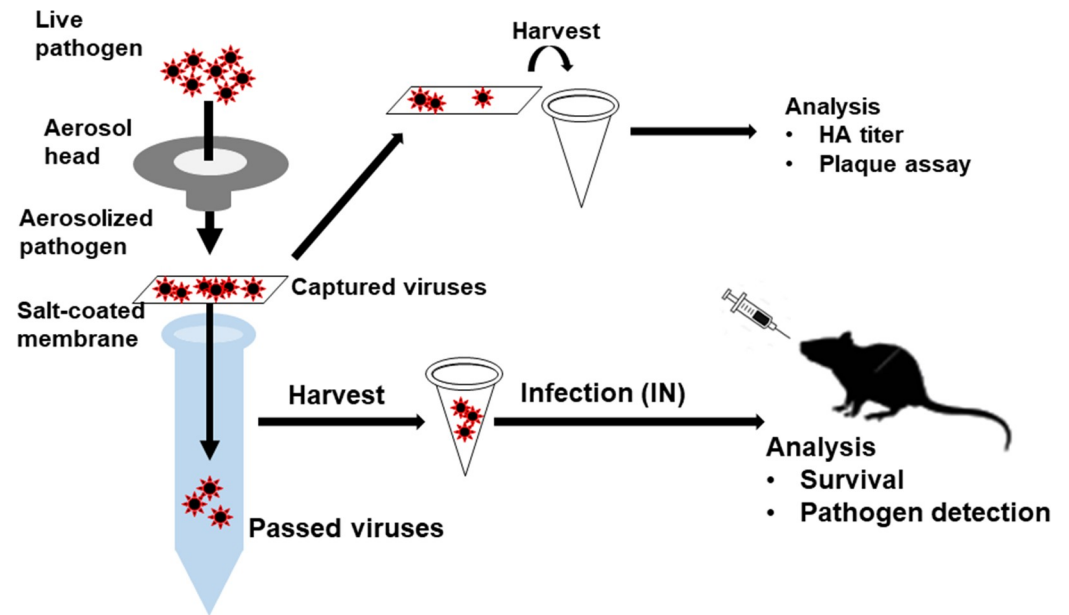 Live
pathogen
Aerosol
head
Aerosolized
pathogen
Salt-coated
membrane
Captured viruses
Harvest
Analysis
• HA titer
• Plaque assay
Harvest
Infection (IN)
Passed viruses
Analysis
• Survival
• Pathogen detection